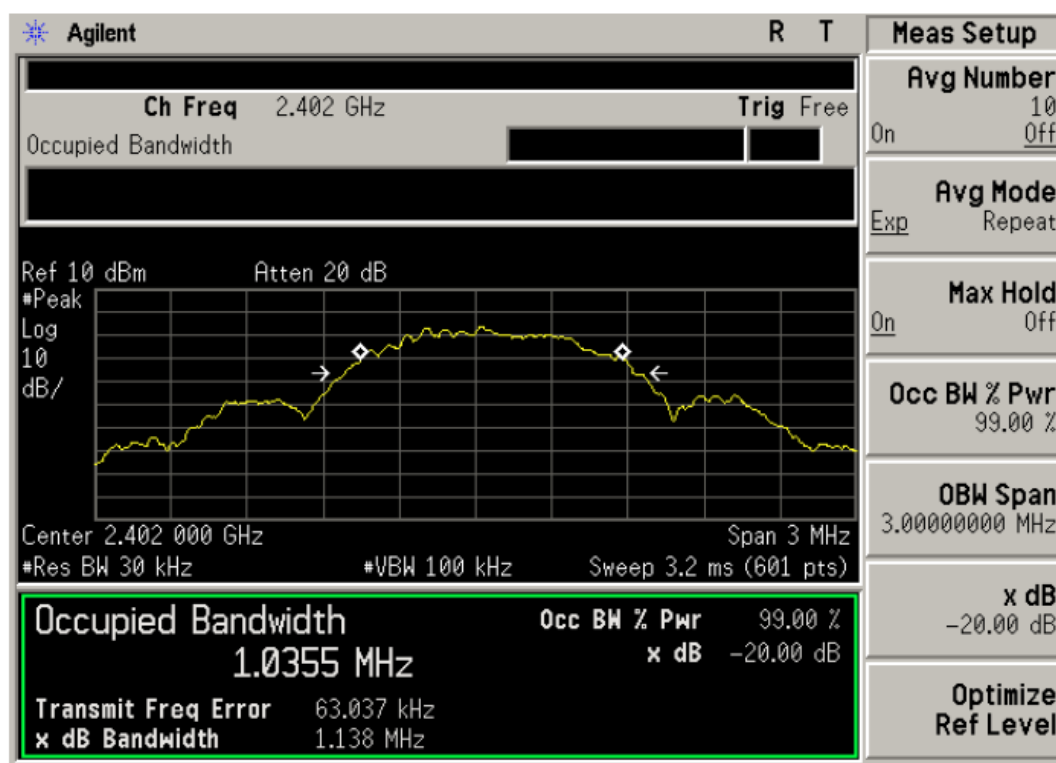 Agilent R T
Ch Freq 2.402 GHz Trig Free
Occupied Bandwidth
Ref 10 dBm Atten 20 dB
#Peak
Log
10
dB/
Center 2.402 000 GHz Span 3 MHz
#Res BW 30 kHz #VBW 100 kHz Sweep 3.2 ms (601 pts)
Occupied Bandwidth Occ BW % Pwr 99.00 %
1.0355 MHz x dB -20.00 dB
Transmit Freq Error 63.037 kHz
x dB Bandwidth 1.138 MHz
Meas Setup
Avg Number
10
On Off
Avg Mode
Exp Repeat
Max Hold
On Off
Occ BW % Pwr
99.00 %
OBW Span
3.00000000 MHz
x dB
-20.00 dB
Optimize
Ref Level